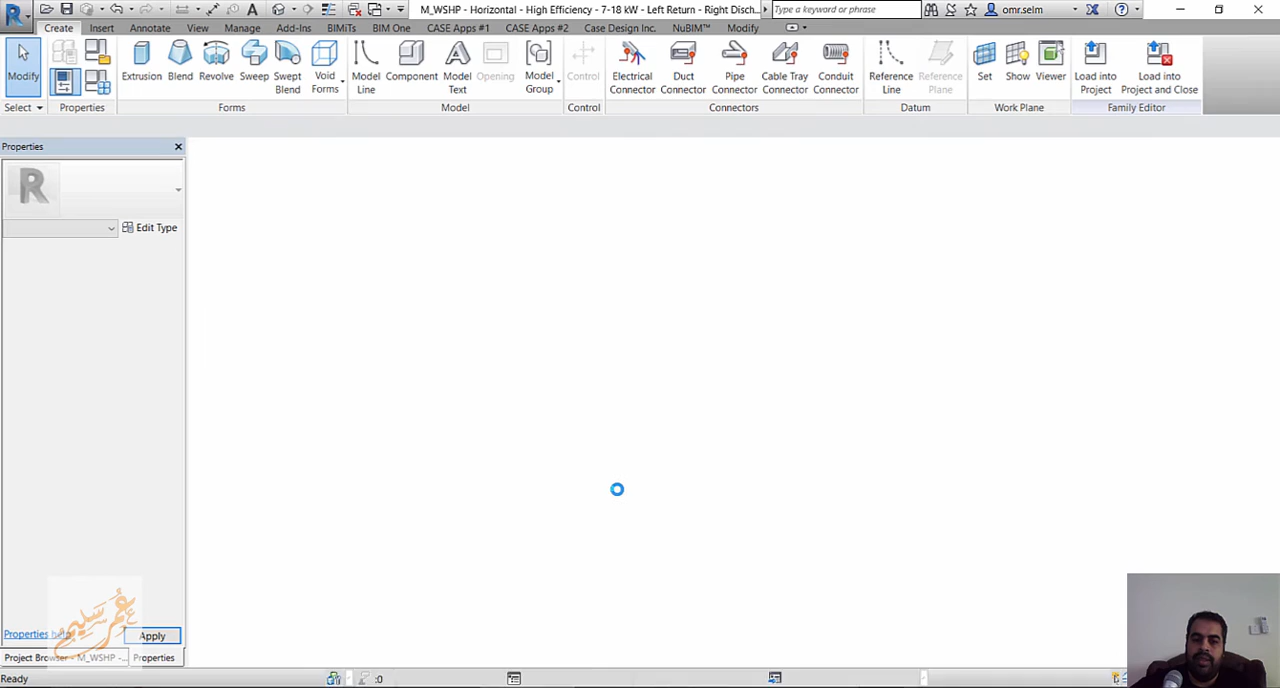 M_WSHP - Horizontal - High Efficiency - 7-18 kW - Left Return - Right Disch...
Type a keyword or phrase
omr.selm
Create Insert Annotate View Manage Add-Ins BIMiTs BIM One CASE Apps #1 CASE Apps #2 Case Design Inc. NuBIM™ Modify
Modify
Extrusion Blend Revolve Sweep Swept Blend Void Forms
Model Line Component Model Text Opening Model Group
Control
Electrical Connector Duct Connector Pipe Connector Cable Tray Connector Conduit Connector
Reference Line Reference Plane
Set Show Viewer
Load into Project Load into Project and Close
Select Properties Forms Model Control Connectors Datum Work Plane Family Editor
Properties
R
Edit Type
عُمر سَليم
Properties help
Apply
Project Browser - M_WSHP -... Properties
Ready
:0